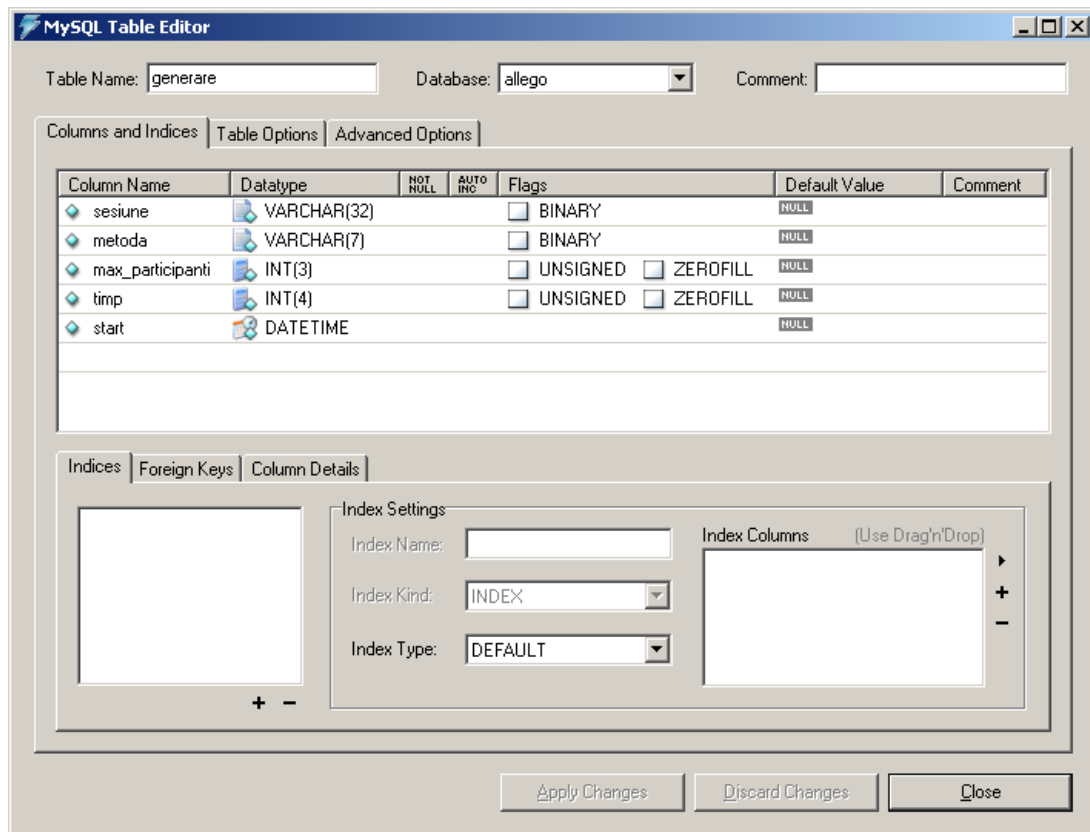 MySQL Table Editor
Table Name: generare Database: allego Comment:
Columns and Indices Table Options Advanced Options
Column Name Datatype NOT NULL AUTO INC Flags Default Value Comment
sesiune VARCHAR(32) BINARY NULL
metoda VARCHAR(7) BINARY NULL
max_participanti INT(3) UNSIGNED ZEROFILL NULL
timp INT(4) UNSIGNED ZEROFILL NULL
start DATETIME NULL
Indices Foreign Keys Column Details
Index Settings
Index Name:
Index Columns (Use Drag'n'Drop)
Index Kind: INDEX
Index Type: DEFAULT
Apply Changes Discard Changes Close